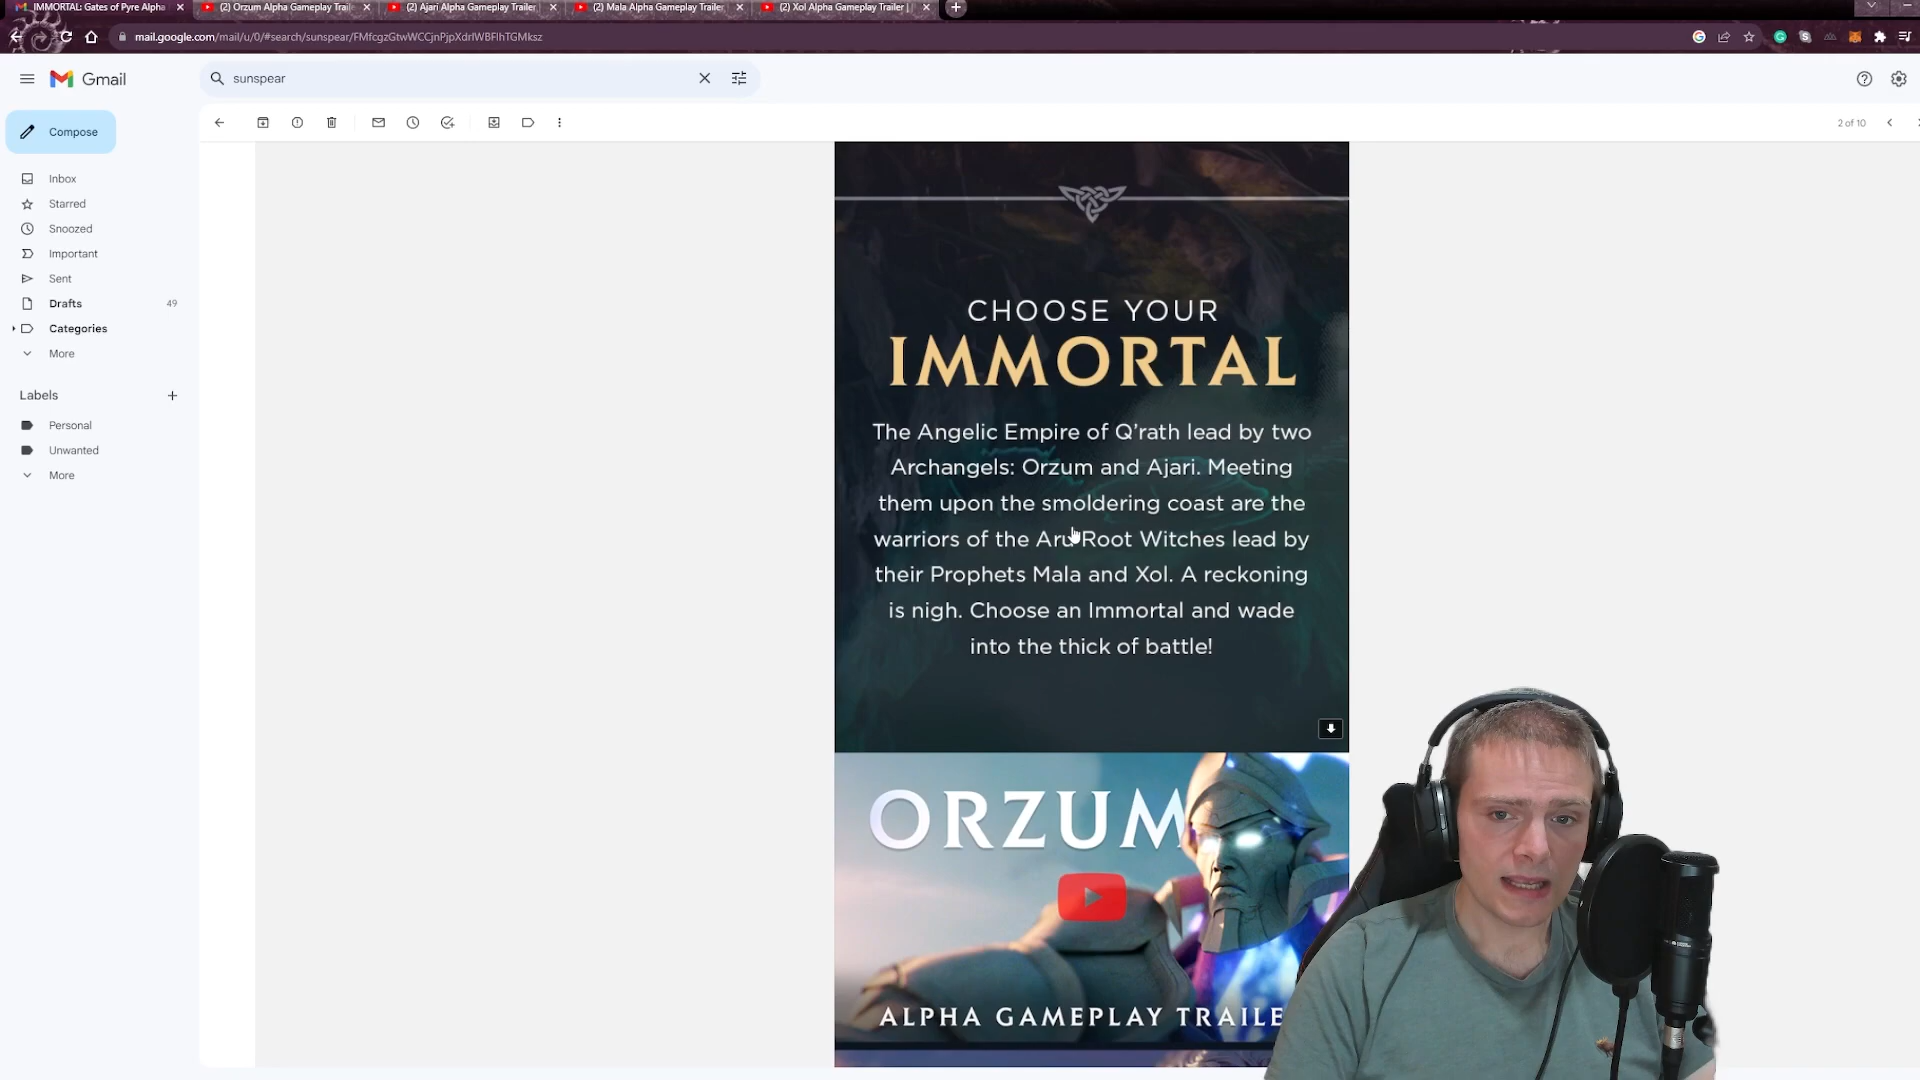 IMMORTAL: Gates of Pyre Alpha
(2) Orzum Alpha Gameplay Trail
(2) Ajari Alpha Gameplay Trailer
(2) Mala Alpha Gameplay Trailer
(2) Xol Alpha Gameplay Trailer |
mail.google.com/mail/u/0/#search/sunspear/FMfcgzGtwWCCjnPjpXdrlWBFlhTGMksz
Gmail
sunspear
Compose
2 of 10
Inbox
Starred
Snoozed
Important
Sent
Drafts 49
Categories
More
Labels
Personal
Unwanted
More
CHOOSE YOUR
IMMORTAL
The Angelic Empire of Q’rath lead by two
Archangels: Orzum and Ajari. Meeting
them upon the smoldering coast are the
warriors of the Aru Root Witches lead by
their Prophets Mala and Xol. A reckoning
is nigh. Choose an Immortal and wade
into the thick of battle!
ORZUM
ALPHA GAMEPLAY TRAILE